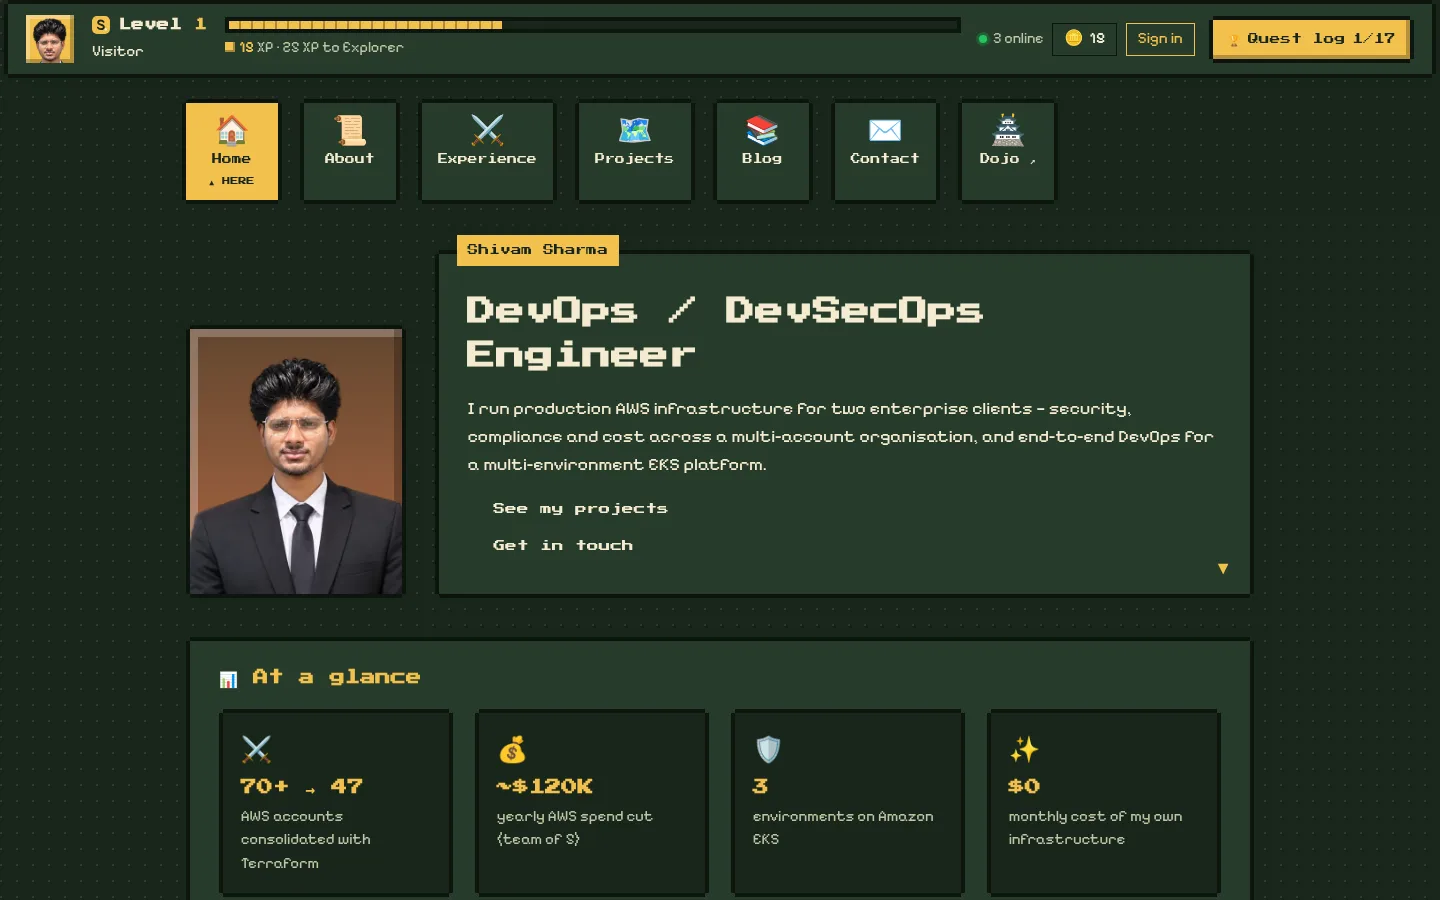 S Level 1
Visitor
15 XP · 25 XP to Explorer
3 online
15
Sign in
Quest log 1/17
Home
▲ HERE
About
Experience
Projects
Blog
Contact
Dojo ↗
Shivam Sharma
DevOps / DevSecOps
Engineer
I run production AWS infrastructure for two enterprise clients – security,
compliance and cost across a multi-account organisation, and end-to-end DevOps for
a multi-environment EKS platform.
See my projects
Get in touch
▼
At a glance
70+ → 47
AWS accounts
consolidated with
Terraform
~$120K
yearly AWS spend cut
(team of 5)
3
environments on Amazon
EKS
$0
monthly cost of my own
infrastructure